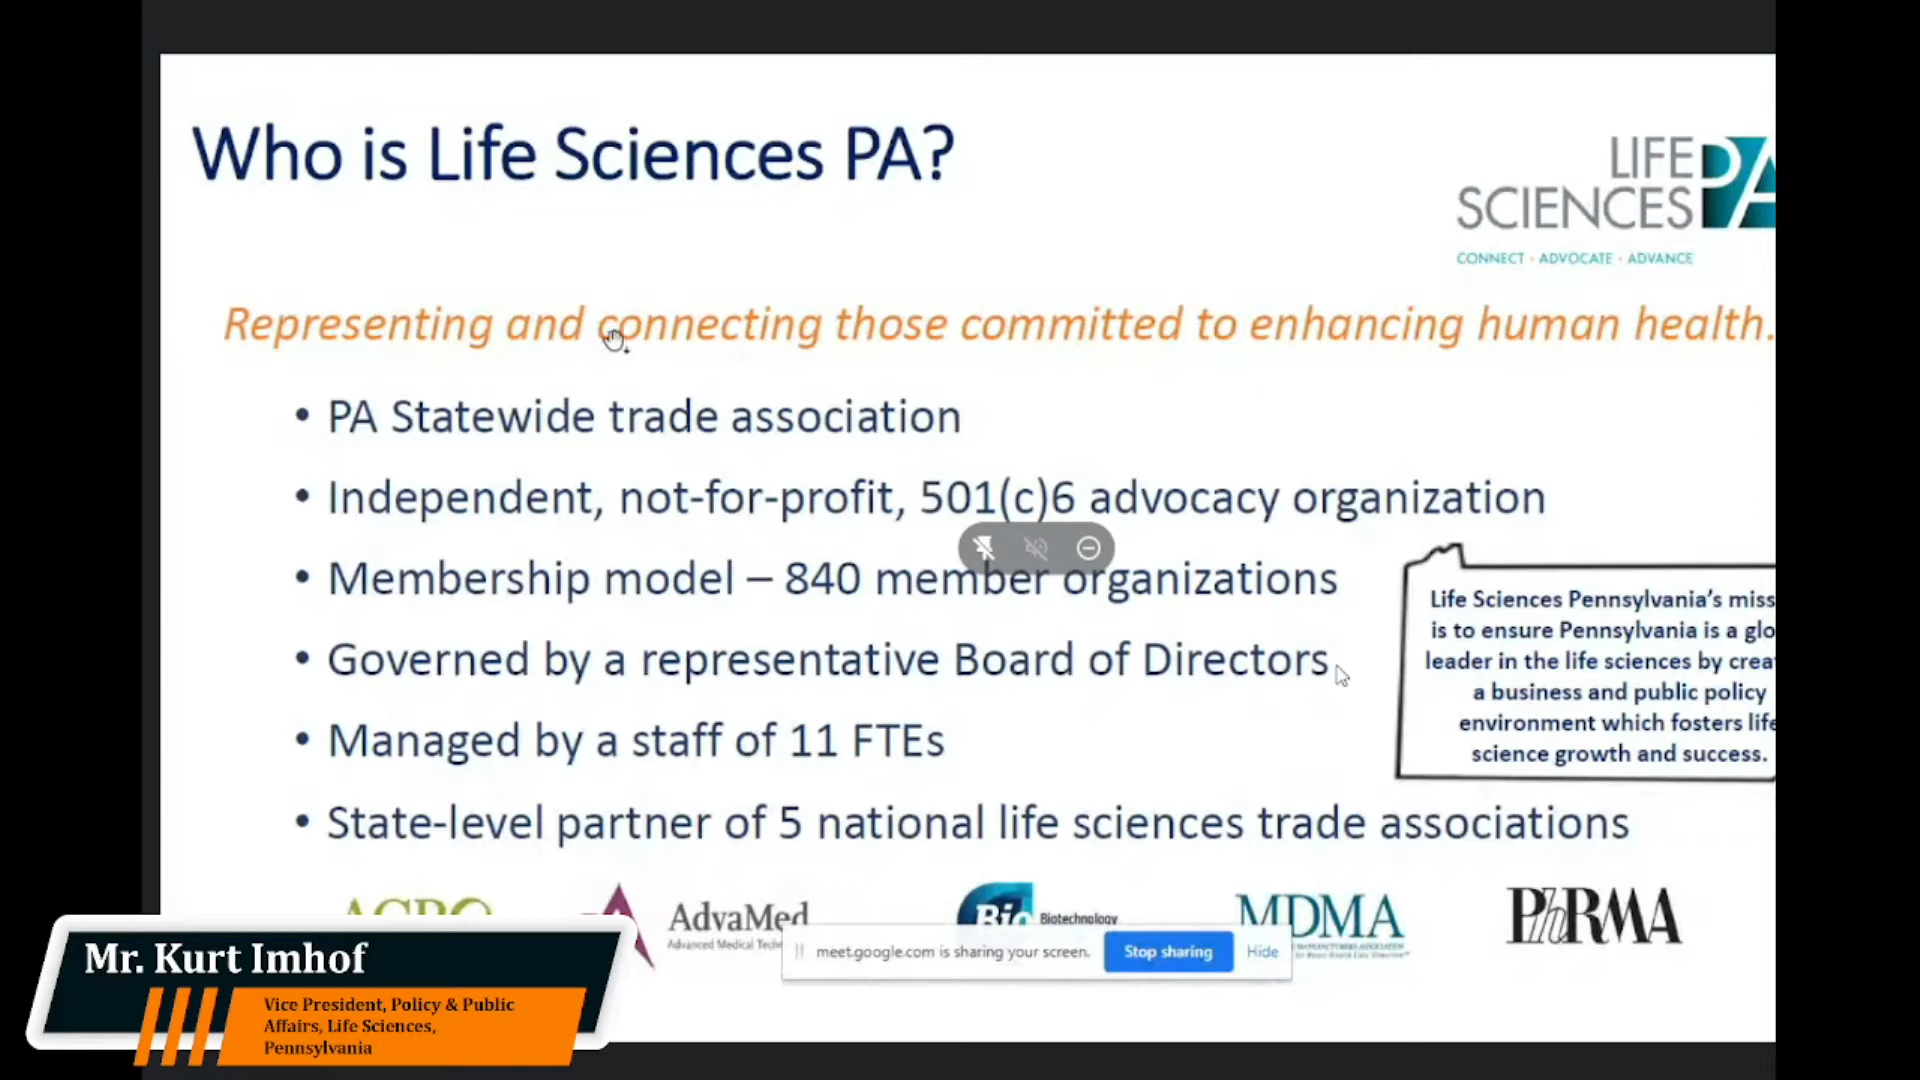 Who is Life Sciences PA?
LIFE
SCIENCES
PA
CONNECT • ADVOCATE • ADVANCE
Representing and connecting those committed to enhancing human health.
• PA Statewide trade association
• Independent, not-for-profit, 501(c)6 advocacy organization
• Membership model – 840 member organizations
• Governed by a representative Board of Directors
• Managed by a staff of 11 FTEs
• State-level partner of 5 national life sciences trade associations
Life Sciences Pennsylvania's
is to ensure Pennsylvania is a
leader in the life sciences by
a business and public policy
environment which fosters life
science growth and success.
AdvaMed
Advanced Medical
Bio
Biotechnology
MDMA
PhRMA
meet.google.com is sharing your screen.
Stop sharing
Hide
Mr. Kurt Imhof
Vice President, Policy & Public
Affairs, Life Sciences,
Pennsylvania